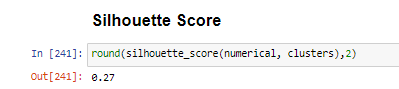 Silhouette Score
In [241]: round(silhouette_score(numerical, clusters),2)
Out[241]: 0.27